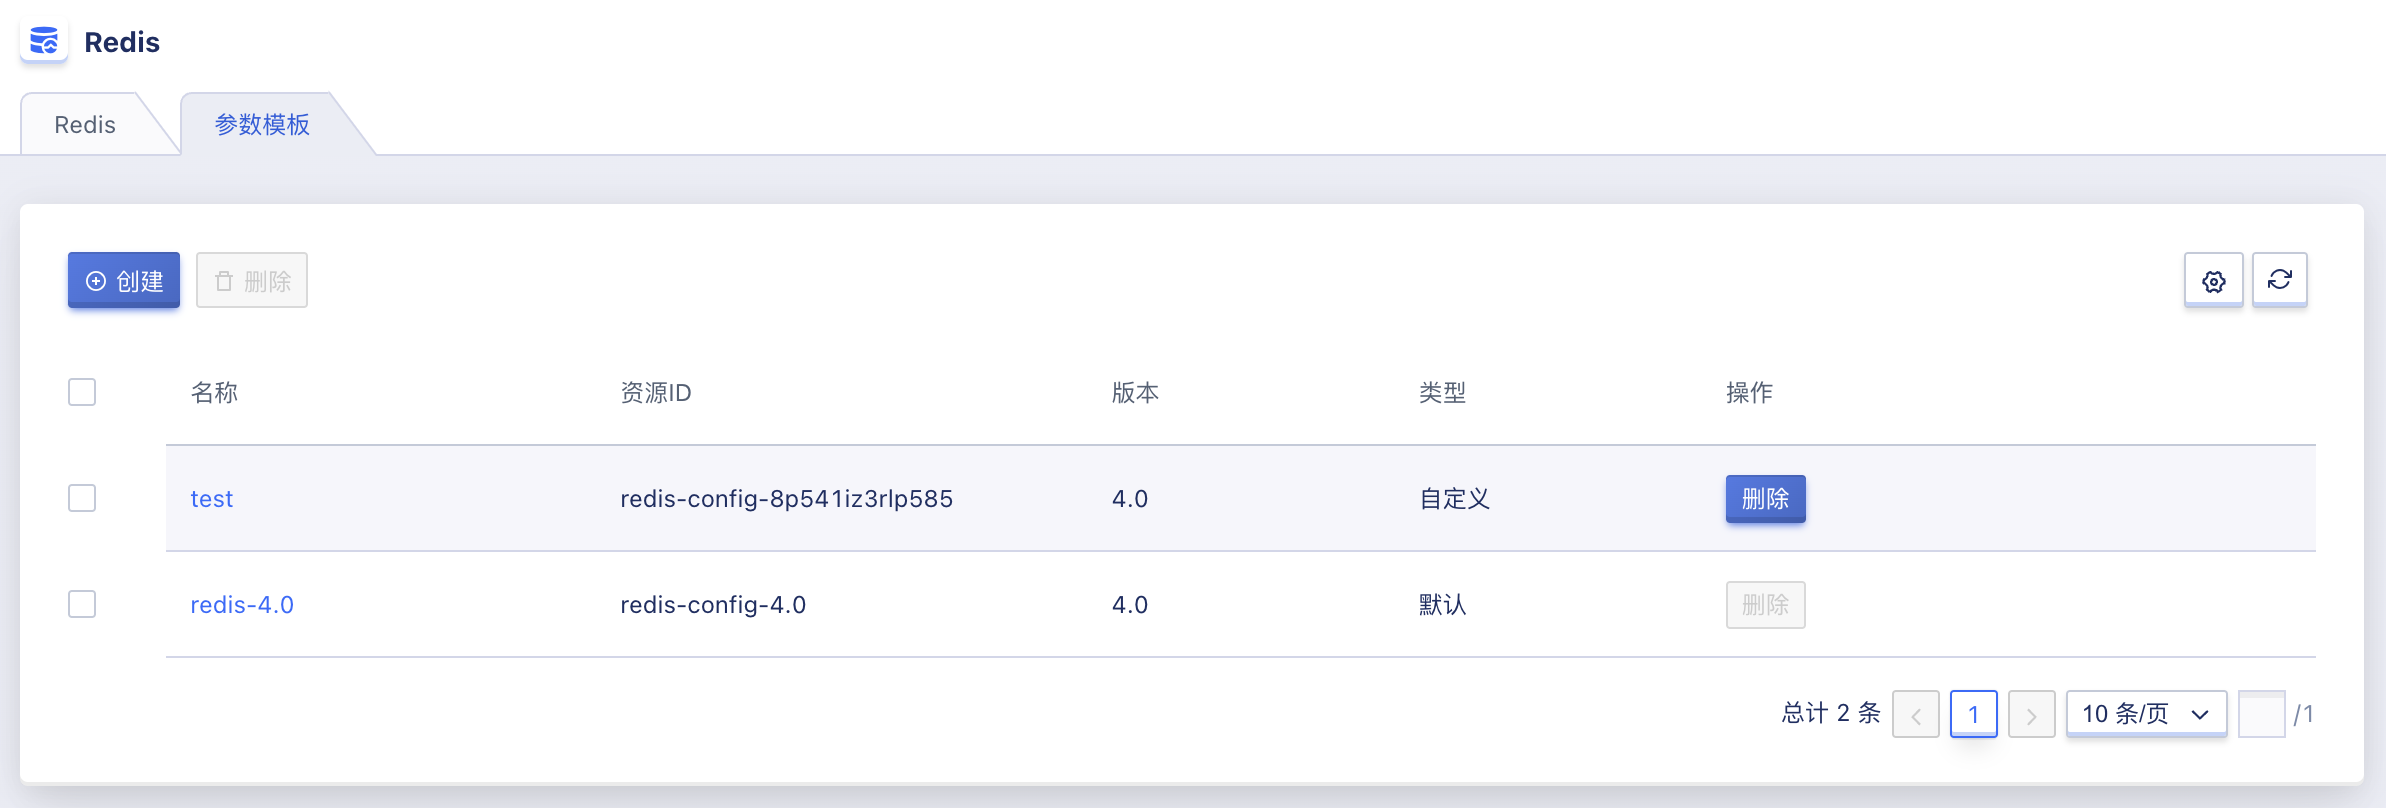 Redis
Redis 参数模板
创建 删除
名称 资源ID 版本 类型 操作
test redis-config-8p541iz3rlp585 4.0 自定义 删除
redis-4.0 redis-config-4.0 4.0 默认 删除
总计 2 条 1 10 条/页 /1